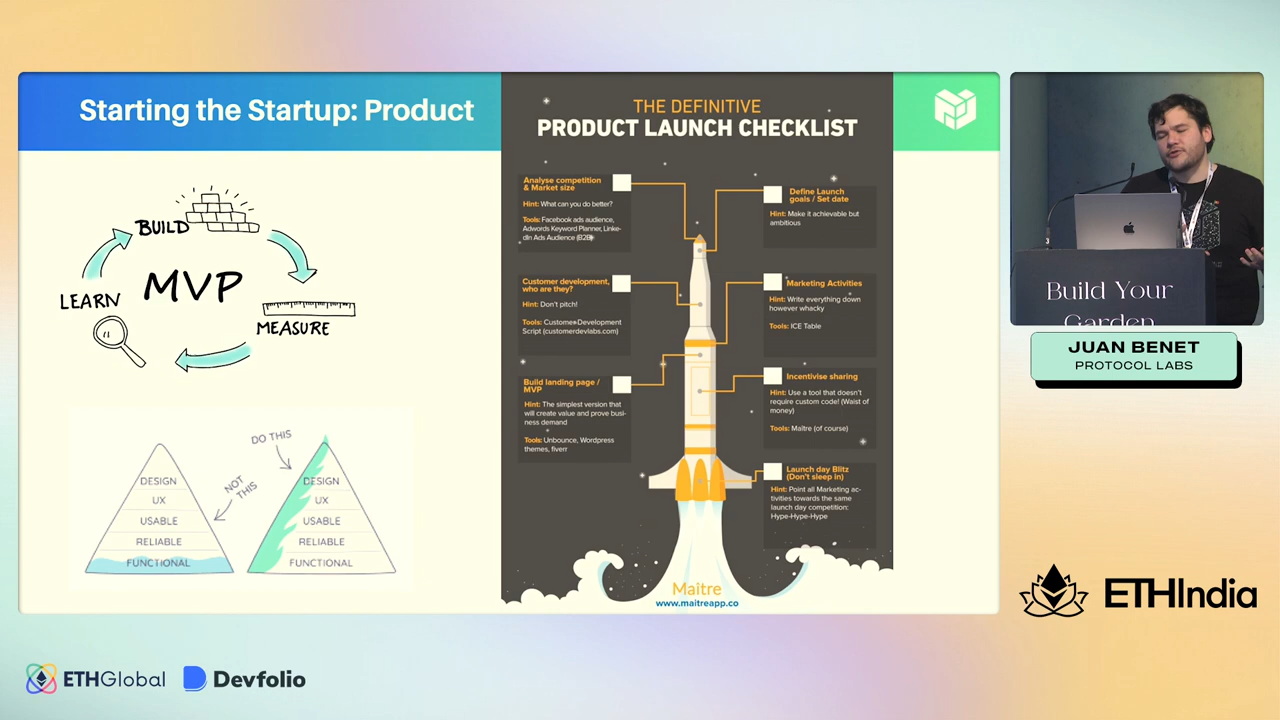 Starting the Startup: Product
BUILD
MVP
LEARN
MEASURE
DO THIS
NOT
THIS
DESIGN
UX
USABLE
RELIABLE
FUNCTIONAL
DESIGN
UX
USABLE
RELIABLE
FUNCTIONAL
THE DEFINITIVE
PRODUCT LAUNCH CHECKLIST
Analyse competition
& Market size
Hint: What can you do better?
Tools: Facebook ads audience,
Adwords Keyword Planner, Linke-
dIn Ads Audience (B2B)
Customer development,
who are they?
Hint: Don't pitch!
Tools: Customer Development
Script (customerdevlabs.com)
Build landing page /
MVP
Hint: The simplest version that
will create value and prove busi-
ness demand
Tools: Unbounce, Wordpress
themes, fiverr
Define Launch
goals / Set date
Hint: Make it achievable but
ambitious
Marketing Activities
Hint: Write everything down
however whacky
Tools: ICE Table
Incentivise sharing
Hint: Use a tool that doesn't
require custom code! (Waist of
money)
Tools: Maître (of course)
Launch day Blitz
(Don't sleep in)
Hint: Point all Marketing ac-
tivities towards the same
launch day competition:
Hype-Hype-Hype
Maître
www.maitreapp.co
Build Your
Garden
JUAN BENET
PROTOCOL LABS
ETHIndia
ETHGlobal
Devfolio